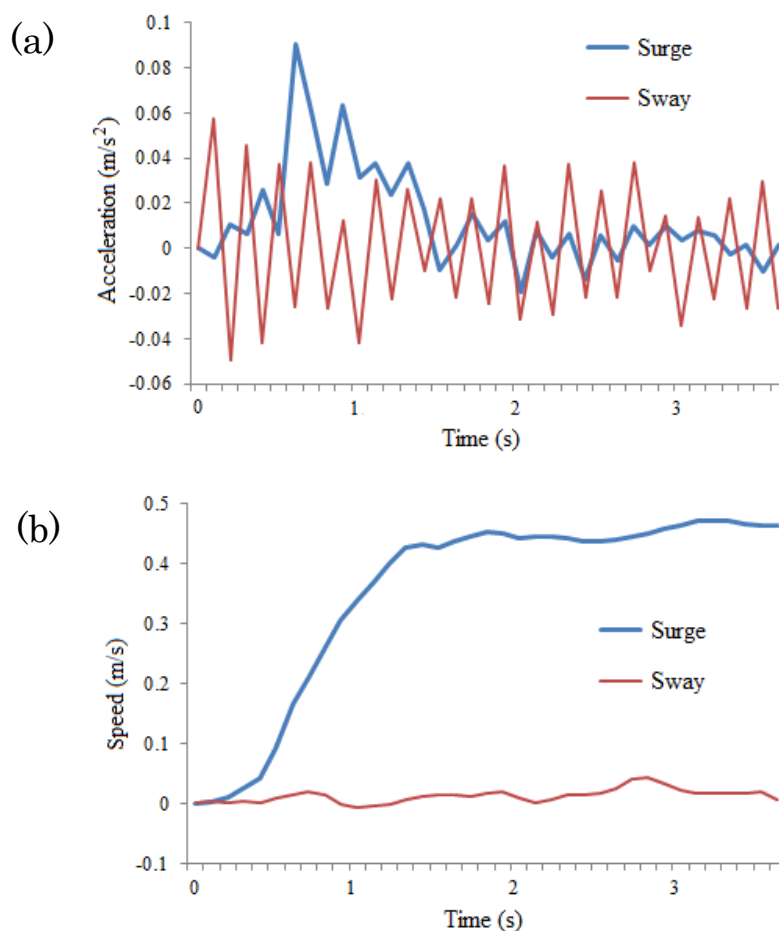 (a)
0.1
0.08
0.06
0.04
0.02
0
-0.02
-0.04
-0.06
Acceleration (m/s²)
Surge
Sway
0 1 2 3
Time (s)
(b)
0.5
0.4
0.3
0.2
0.1
0
-0.1
Speed (m/s)
Surge
Sway
0 1 2 3
Time (s)